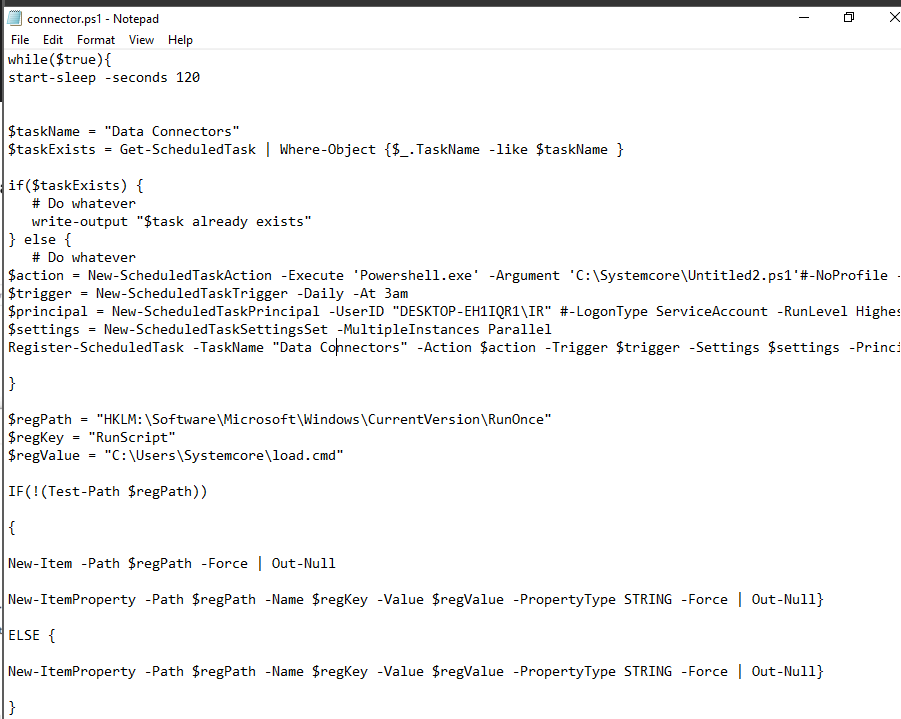 connector.ps1 - Notepad
File Edit Format View Help
while($true){
start-sleep -seconds 120
$taskName = "Data Connectors"
$taskExists = Get-ScheduledTask | Where-Object {$_.TaskName -like $taskName }
if($taskExists) {
# Do whatever
write-output "$task already exists"
} else {
# Do whatever
$action = New-ScheduledTaskAction -Execute 'Powershell.exe' -Argument 'C:\Systemcore\Untitled2.ps1'#-NoProfile -
$trigger = New-ScheduledTaskTrigger -Daily -At 3am
$principal = New-ScheduledTaskPrincipal -UserID "DESKTOP-EH1IQR1\IR" #-LogonType ServiceAccount -RunLevel Highes
$settings = New-ScheduledTaskSettingsSet -MultipleInstances Parallel
Register-ScheduledTask -TaskName "Data Connectors" -Action $action -Trigger $trigger -Settings $settings -Princi
}
$regPath = "HKLM:\Software\Microsoft\Windows\CurrentVersion\RunOnce"
$regKey = "RunScript"
$regValue = "C:\Users\Systemcore\load.cmd"
IF(!(Test-Path $regPath))
{
New-Item -Path $regPath -Force | Out-Null
New-ItemProperty -Path $regPath -Name $regKey -Value $regValue -PropertyType STRING -Force | Out-Null}
ELSE {
New-ItemProperty -Path $regPath -Name $regKey -Value $regValue -PropertyType STRING -Force | Out-Null}
}